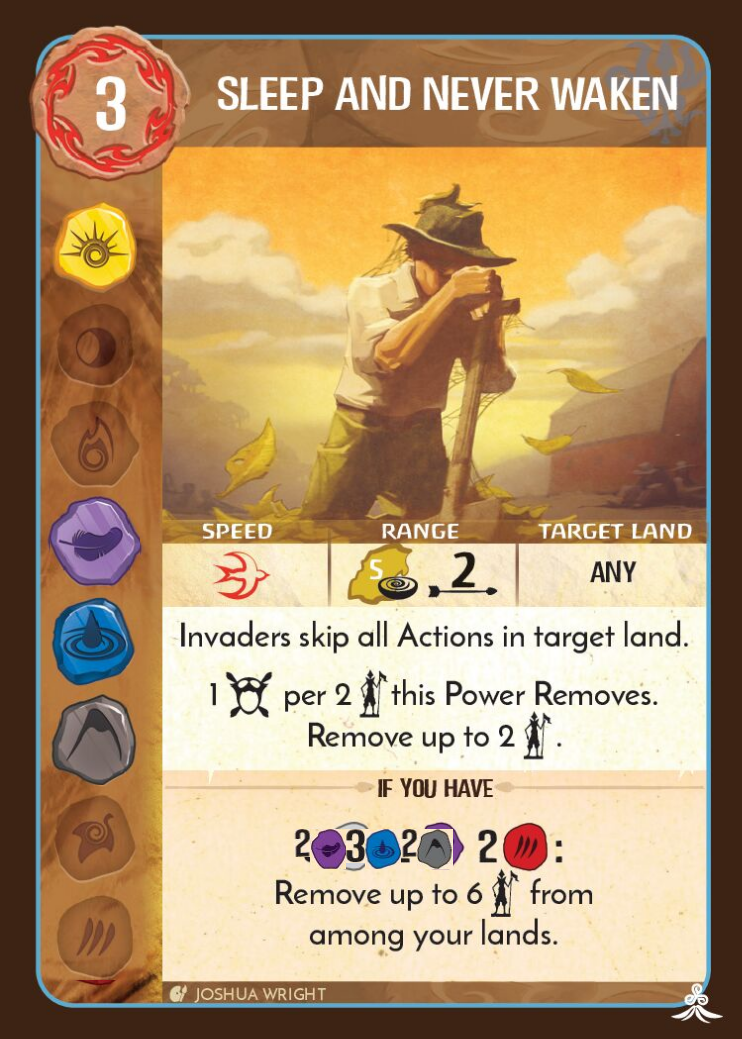 3
SLEEP AND NEVER WAKEN
SPEED RANGE TARGET LAND
S 2 ANY
Invaders skip all Actions in target land.
1 per 2 this Power Removes.
Remove up to 2 .
IF YOU HAVE
2 3 2 2 :
Remove up to 6 from
among your lands.
JOSHUA WRIGHT